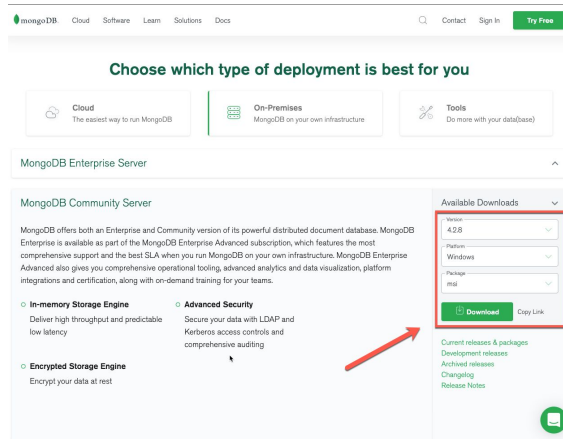 mongoDB. Cloud Software Learn Solutions Docs Contact Sign In Try Free
Choose which type of deployment is best for you
Cloud
The easiest way to run MongoDB
On-Premises
MongoDB on your own infrastructure
Tools
Do more with your data(base)
MongoDB Enterprise Server
MongoDB Community Server
MongoDB offers both an Enterprise and Community version of its powerful distributed document database. MongoDB
Enterprise is available as part of the MongoDB Enterprise Advanced subscription, which features the most
comprehensive support and the best SLA when you run MongoDB on your own infrastructure. MongoDB Enterprise
Advanced also gives you comprehensive operational tooling, advanced analytics and data visualization, platform
integrations and certification, along with on-demand training for your teams.
In-memory Storage Engine
Deliver high throughput and predictable
low latency
Advanced Security
Secure your data with LDAP and
Kerberos access controls and
comprehensive auditing
Encrypted Storage Engine
Encrypt your data at rest
Available Downloads
Version
4.2.8
Platform
Windows
Package
msi
Download Copy Link
Current releases & packages
Development releases
Archived releases
Changelog
Release Notes